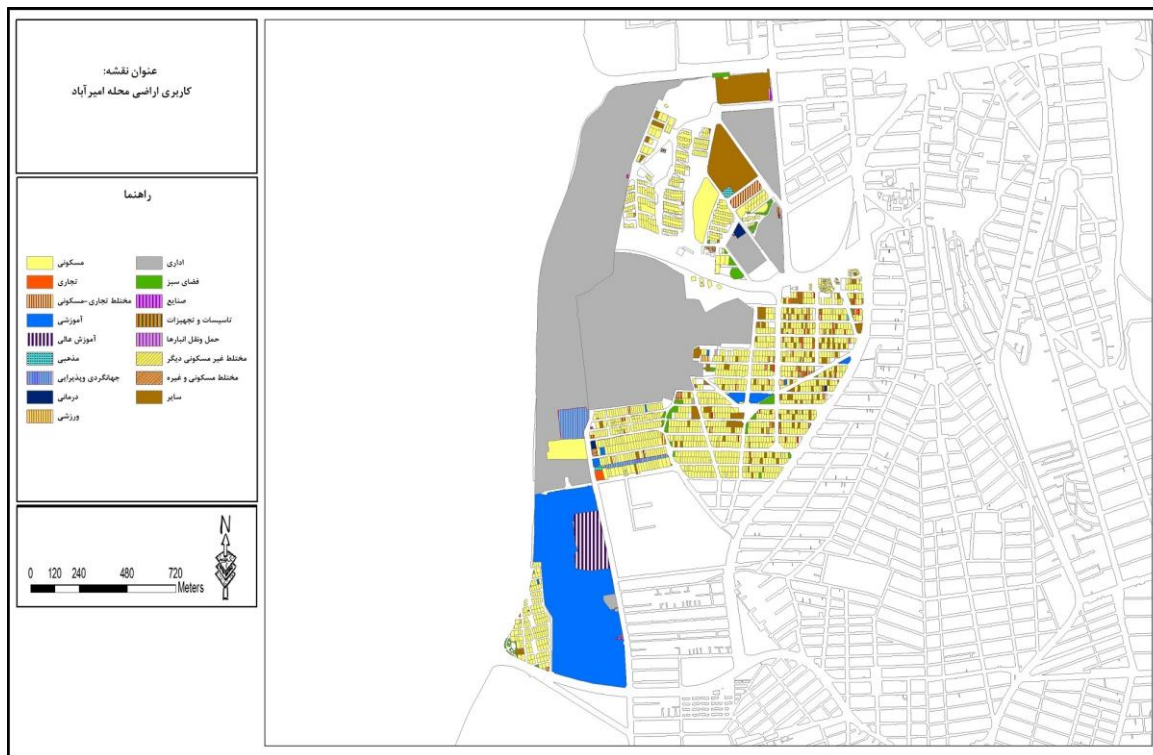 عنوان نقشه:
کاربری اراضی محله امیرآباد
راهنما
مسکونی
تجاری
مختلط تجاری-مسکونی
آموزشی
آموزش عالی
مذهبی
جهانگردی وپذیرایی
درمانی
ورزشی
اداری
فضای سبز
صنایع
تاسیسات و تجهیزات
حمل ونقل انبارها
مختلط غیر مسکونی دیگر
مختلط مسکونی و غیره
سایر
N
0 120 240 480 720
Meters